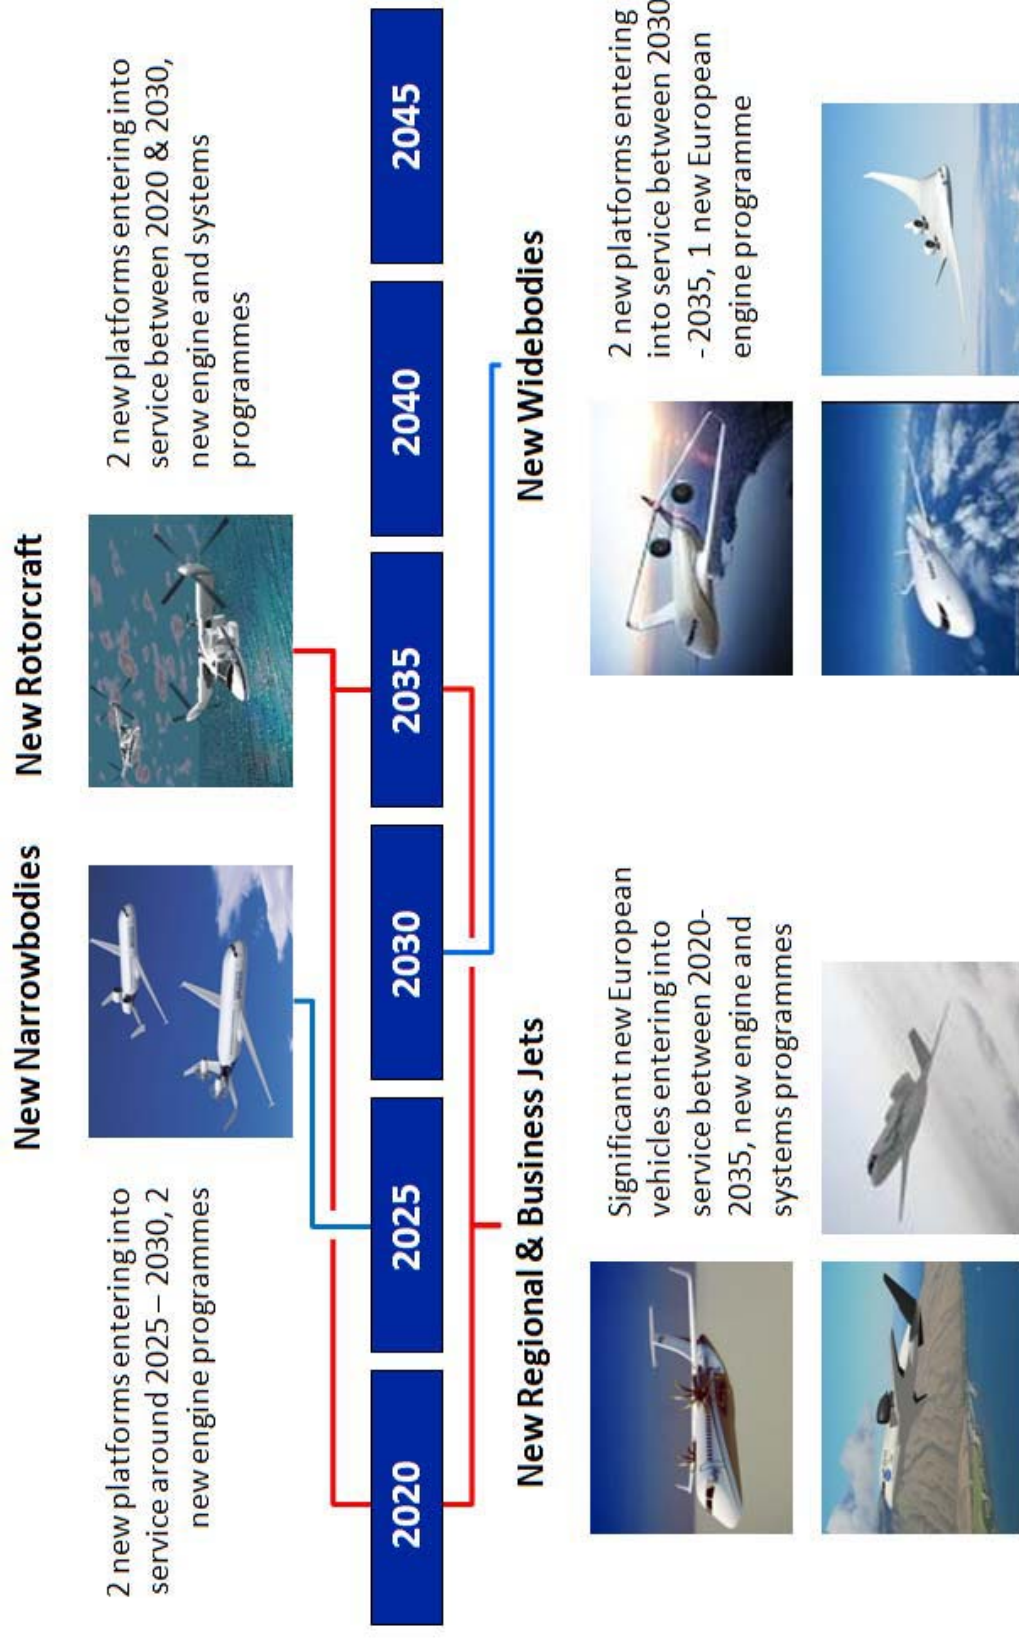 New Narrowbodies
New Rotorcraft
2 new platforms entering into
service around 2025 – 2030, 2
new engine programmes
2 new platforms entering into
service between 2020 & 2030,
new engine and systems
programmes
2020
2025
2030
2035
2040
2045
New Regional & Business Jets
New Widebodies
Significant new European
vehicles entering into
service between 2020-
2035, new engine and
systems programmes
2 new platforms entering
into service between 2030
- 2035, 1 new European
engine programme